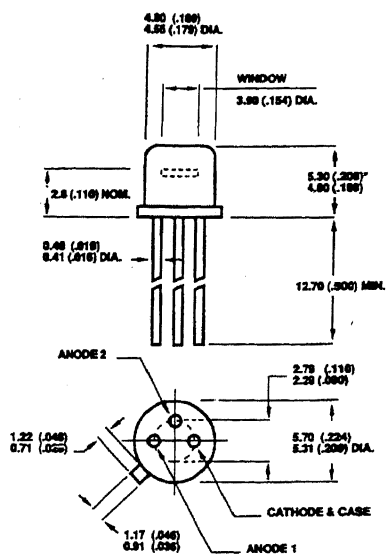 4.80 (.189)
4.55 (.179) DIA.
WINDOW
3.90 (.154) DIA.
5.30 (.208)"
4.80 (.188)
2.8 (.110) NOM.
0.48 (.019)
0.41 (.016) DIA.
12.70 (.500) MIN.
ANODE 2
2.79 (.110)
2.28 (.090)
1.22 (.048)
0.71 (.028)
5.70 (.224)
5.31 (.209) DIA.
CATHODE & CASE
ANODE 1
1.17 (.046)
0.91 (.036)